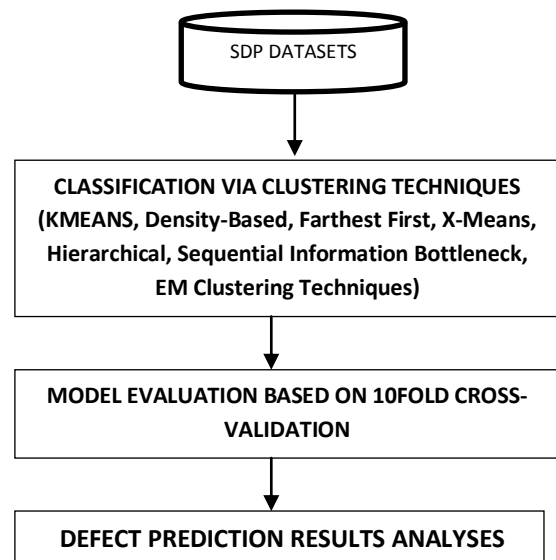 SDP DATASETS
CLASSIFICATION VIA CLUSTERING TECHNIQUES
(KMEANS, Density-Based, Farthest First, X-Means,
Hierarchical, Sequential Information Bottleneck,
EM Clustering Techniques)
MODEL EVALUATION BASED ON 10FOLD CROSS-
VALIDATION
DEFECT PREDICTION RESULTS ANALYSES